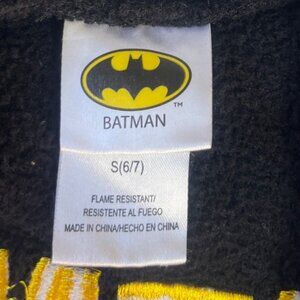 TM
BATMAN
S(6/7)
FLAME RESISTANT/
RESISTENTE AL FUEGO
MADE IN CHINA/HECHO EN CHINA